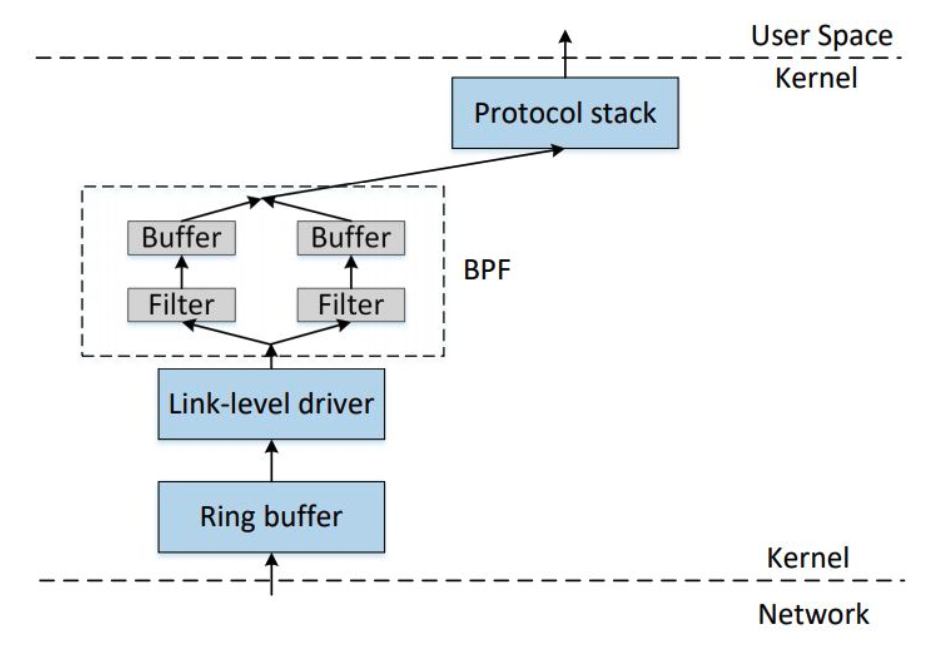 User Space
Kernel
Protocol stack
Buffer
Buffer
BPF
Filter
Filter
Link-level driver
Ring buffer
Kernel
Network